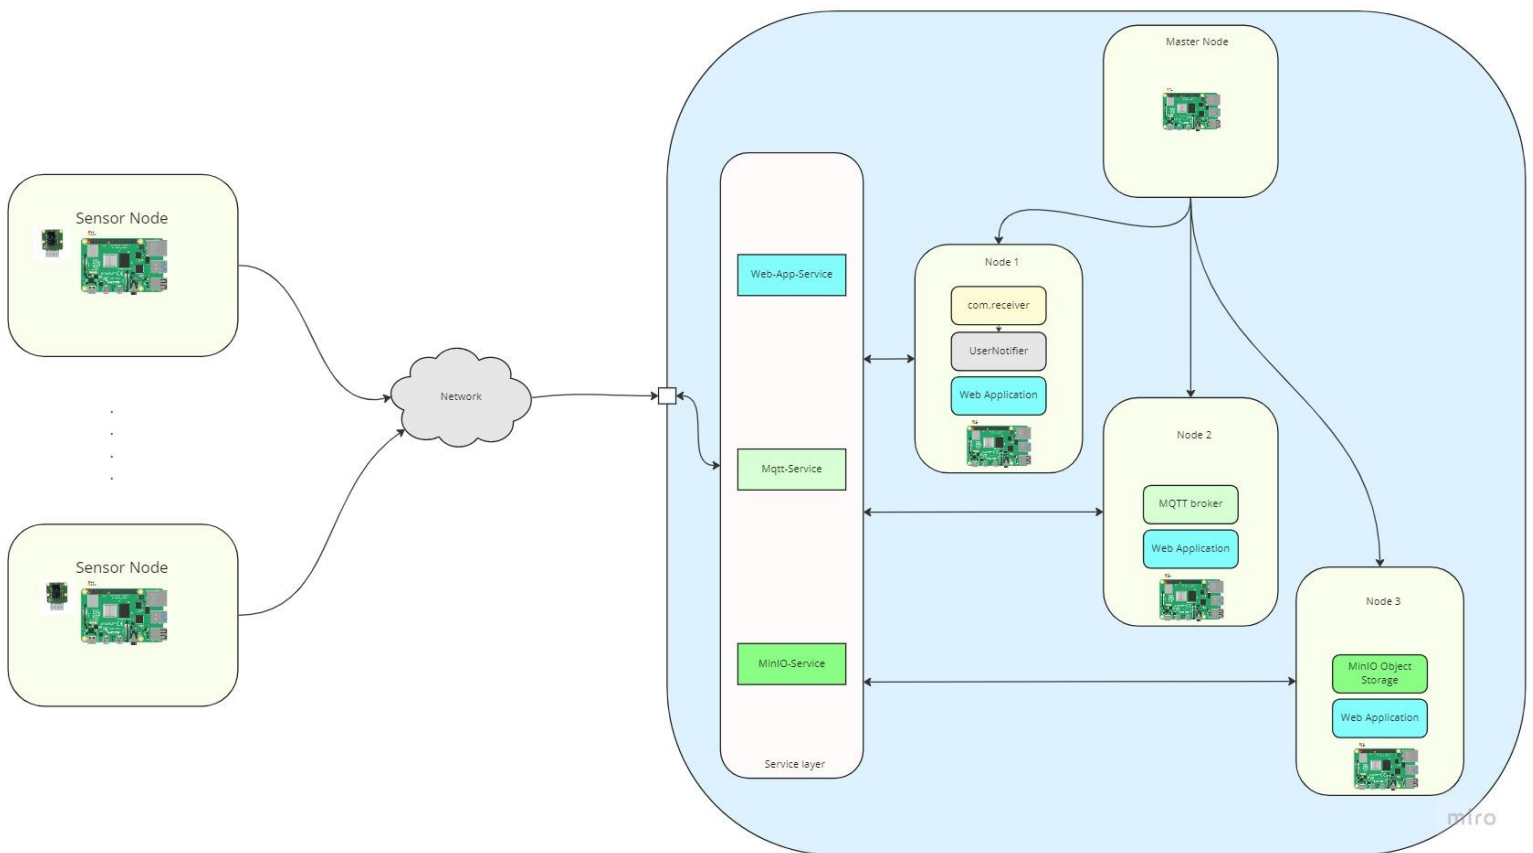 Master Node
Sensor Node
Network
Sensor Node
Web-App-Service
Mqtt-Service
MinIO-Service
Service layer
Node 1
com.receiver
UserNotifier
Web Application
Node 2
MQTT broker
Web Application
Node 3
MinIO Object
Storage
Web Application
miro